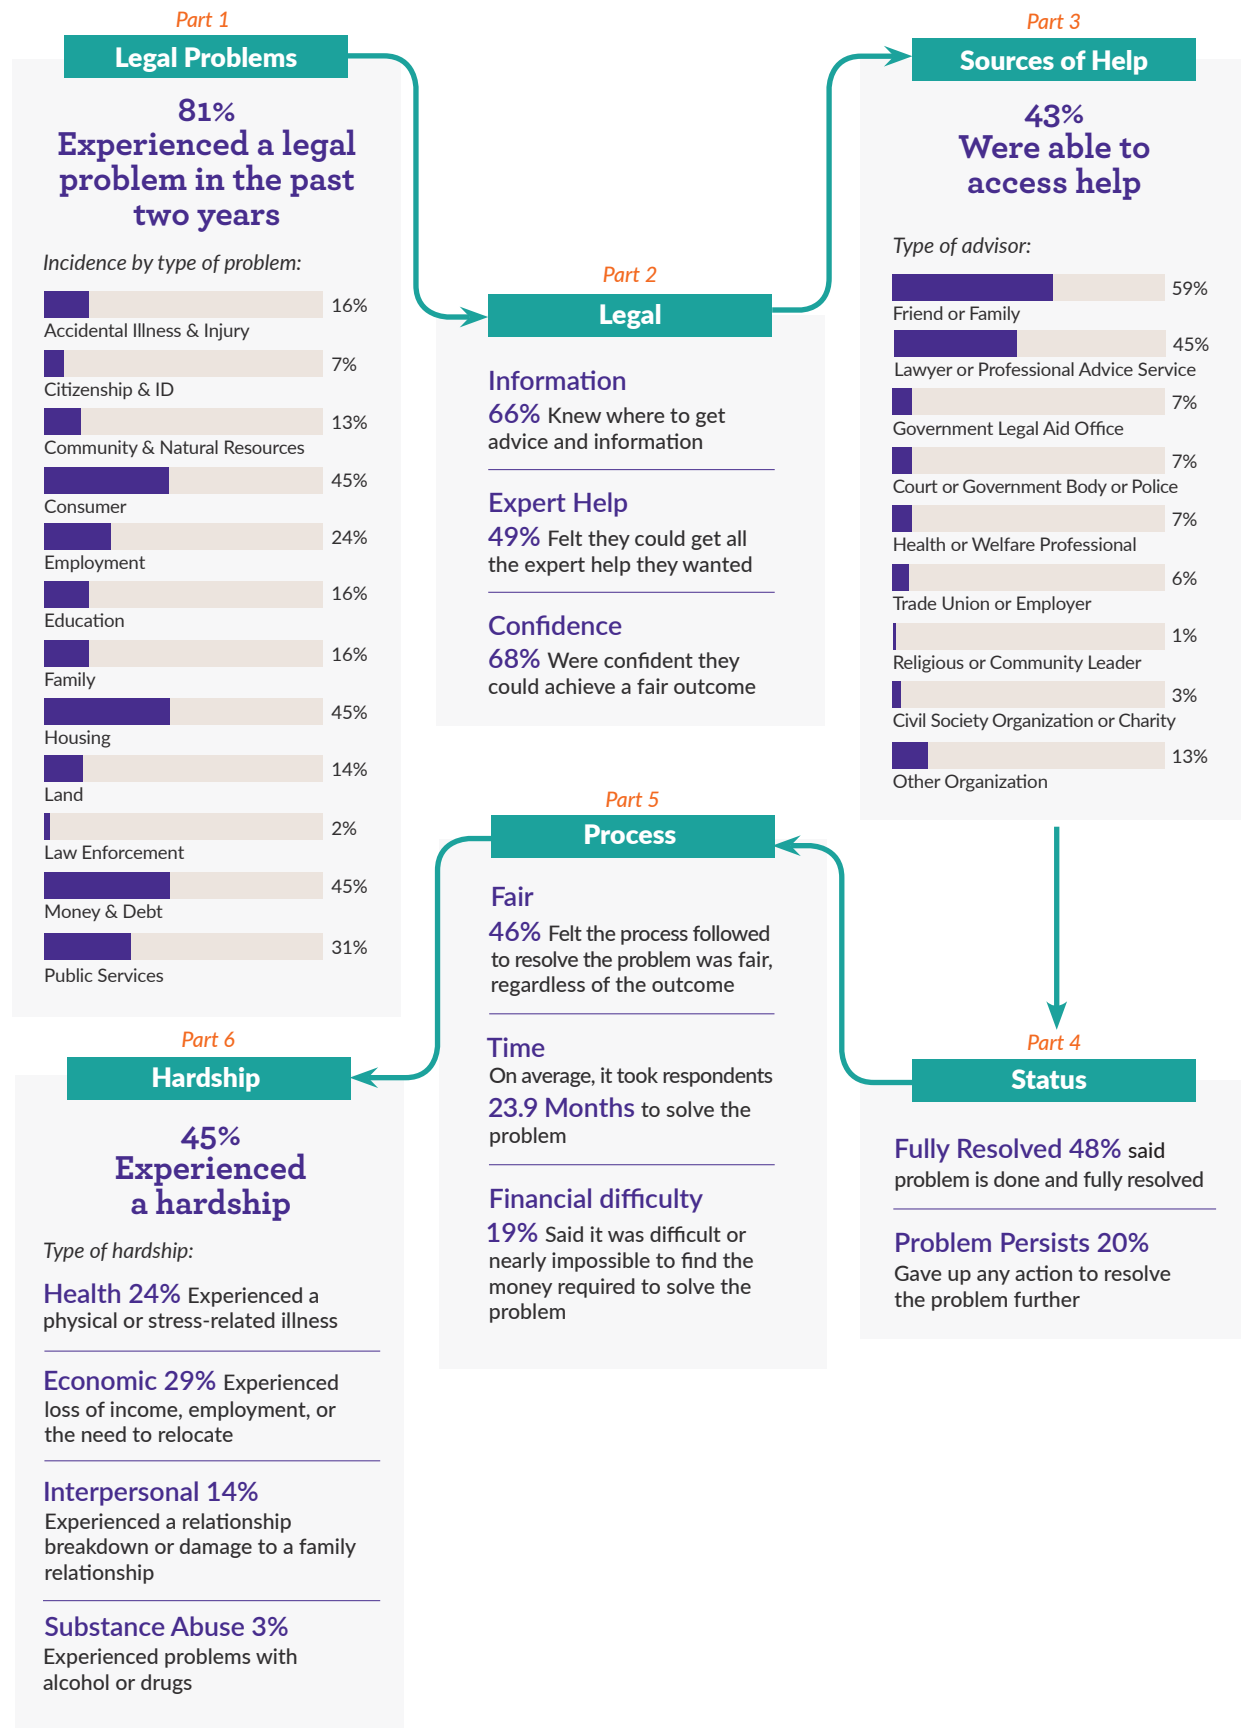 Part 1
Legal Problems
81%
Experienced a legal
problem in the past
two years
Incidence by type of problem:
16%
Accidental Illness & Injury
7%
Citizenship & ID
13%
Community & Natural Resources
45%
Consumer
24%
Employment
16%
Education
16%
Family
45%
Housing
14%
Land
2%
Law Enforcement
45%
Money & Debt
31%
Public Services
Part 2
Legal
Information
66% Knew where to get
advice and information
Expert Help
49% Felt they could get all
the expert help they wanted
Confidence
68% Were confident they
could achieve a fair outcome
Part 3
Sources of Help
43%
Were able to
access help
Type of advisor:
59%
Friend or Family
45%
Lawyer or Professional Advice Service
7%
Government Legal Aid Office
7%
Court or Government Body or Police
7%
Health or Welfare Professional
6%
Trade Union or Employer
1%
Religious or Community Leader
3%
Civil Society Organization or Charity
13%
Other Organization
Part 4
Status
Fully Resolved 48% said
problem is done and fully resolved
Problem Persists 20%
Gave up any action to resolve
the problem further
Part 5
Process
Fair
46% Felt the process followed
to resolve the problem was fair,
regardless of the outcome
Time
On average, it took respondents
23.9 Months to solve the
problem
Financial difficulty
19% Said it was difficult or
nearly impossible to find the
money required to solve the
problem
Part 6
Hardship
45%
Experienced
a hardship
Type of hardship:
Health 24% Experienced a
physical or stress-related illness
Economic 29% Experienced
loss of income, employment, or
the need to relocate
Interpersonal 14%
Experienced a relationship
breakdown or damage to a family
relationship
Substance Abuse 3%
Experienced problems with
alcohol or drugs